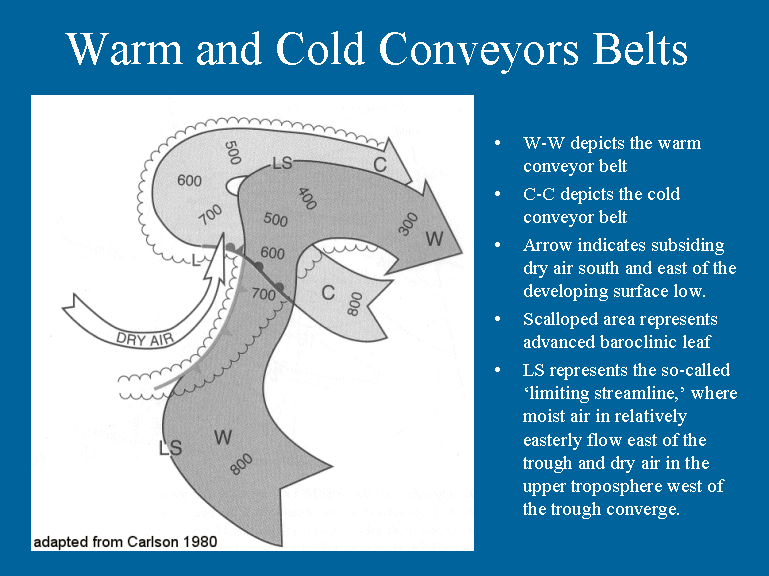 Warm and Cold Conveyors Belts
500
LS
C
600
400
700
500
300
W
L
600
700
C
800
DRY AIR
LS
W
800
adapted from Carlson 1980
• W-W depicts the warm
conveyor belt
• C-C depicts the cold
conveyor belt
• Arrow indicates subsiding
dry air south and east of the
developing surface low.
• Scalloped area represents
advanced baroclinic leaf
• LS represents the so-called
‘limiting streamline,’ where
moist air in relatively
easterly flow east of the
trough and dry air in the
upper troposphere west of
the trough converge.